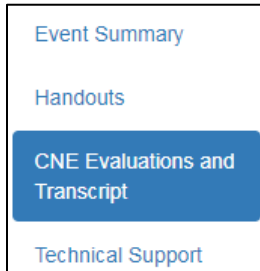 Event Summary
Handouts
CNE Evaluations and
Transcript
Technical Support